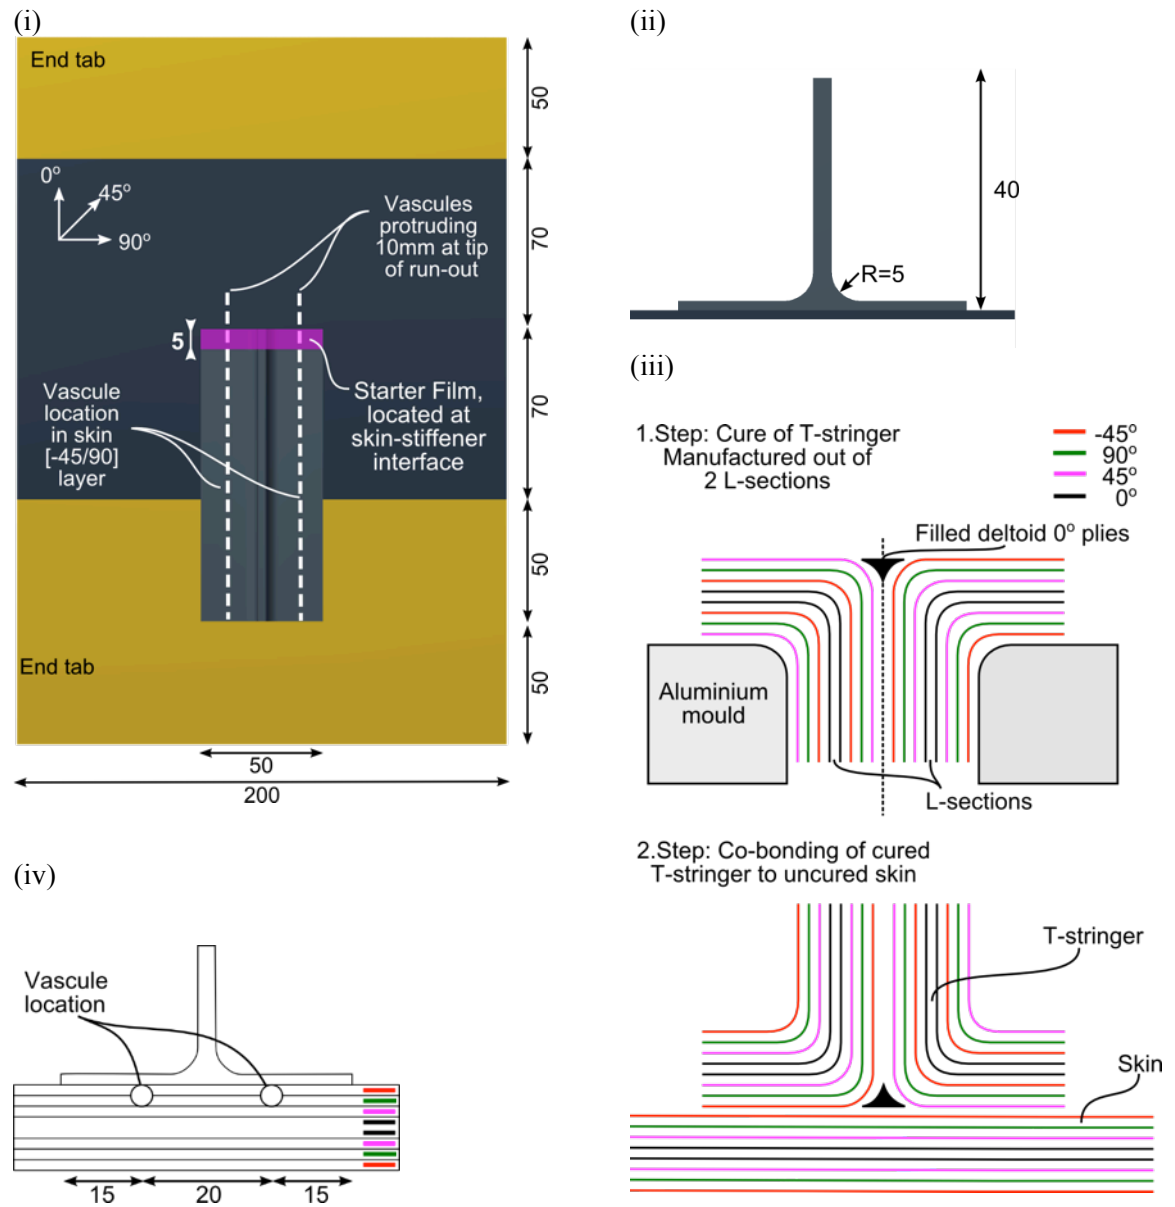 (i)
End tab
0°
45°
90°
Vascules
protruding
10mm at tip
of run-out
5
Vascule
location
in skin
[-45/90]
layer
Starter Film,
located at
skin-stiffener
interface
End tab
50
70
70
50
50
50
200
(ii)
40
R=5
(iii)
1.Step: Cure of T-stringer
Manufactured out of
2 L-sections
-45°
90°
45°
0°
Filled deltoid 0° plies
Aluminium
mould
L-sections
2.Step: Co-bonding of cured
T-stringer to uncured skin
T-stringer
Skin
(iv)
Vascule
location
15
20
15